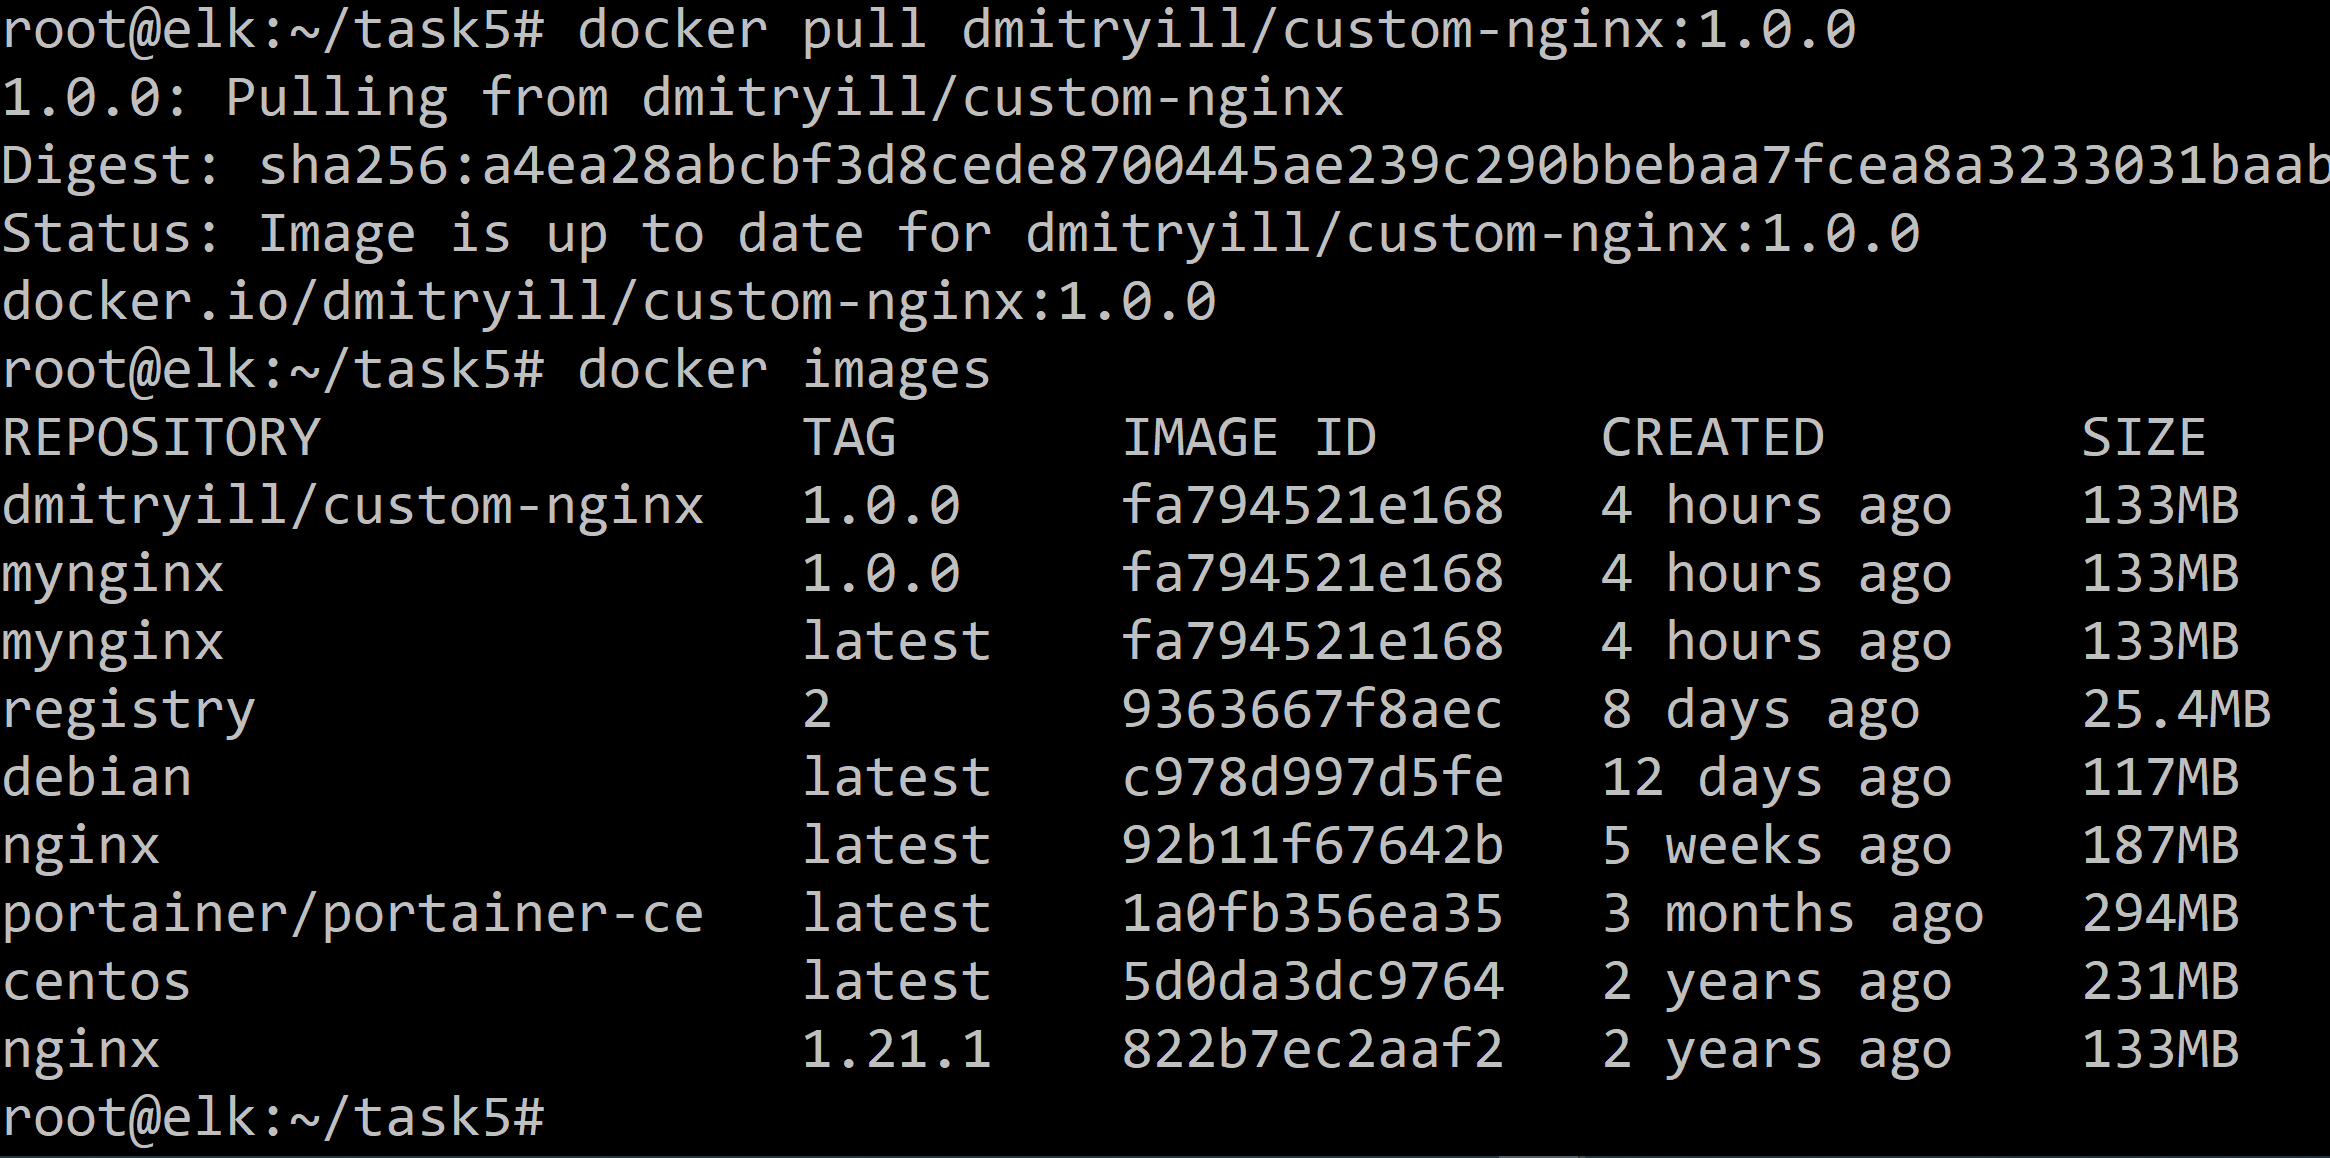 root@elk:~/task5# docker pull dmitryill/custom-nginx:1.0.0
1.0.0: Pulling from dmitryill/custom-nginx
Digest: sha256:a4ea28abcbf3d8cede8700445ae239c290bbebaa7fcea8a3233031baab
Status: Image is up to date for dmitryill/custom-nginx:1.0.0
docker.io/dmitryill/custom-nginx:1.0.0
root@elk:~/task5# docker images
REPOSITORY               TAG       IMAGE ID       CREATED        SIZE
dmitryill/custom-nginx   1.0.0     fa794521e168   4 hours ago    133MB
mynginx                  1.0.0     fa794521e168   4 hours ago    133MB
mynginx                  latest    fa794521e168   4 hours ago    133MB
registry                 2         9363667f8aec   8 days ago     25.4MB
debian                   latest    c978d997d5fe   12 days ago    117MB
nginx                    latest    92b11f67642b   5 weeks ago    187MB
portainer/portainer-ce   latest    1a0fb356ea35   3 months ago   294MB
centos                   latest    5d0da3dc9764   2 years ago    231MB
nginx                    1.21.1    822b7ec2aaf2   2 years ago    133MB
root@elk:~/task5#